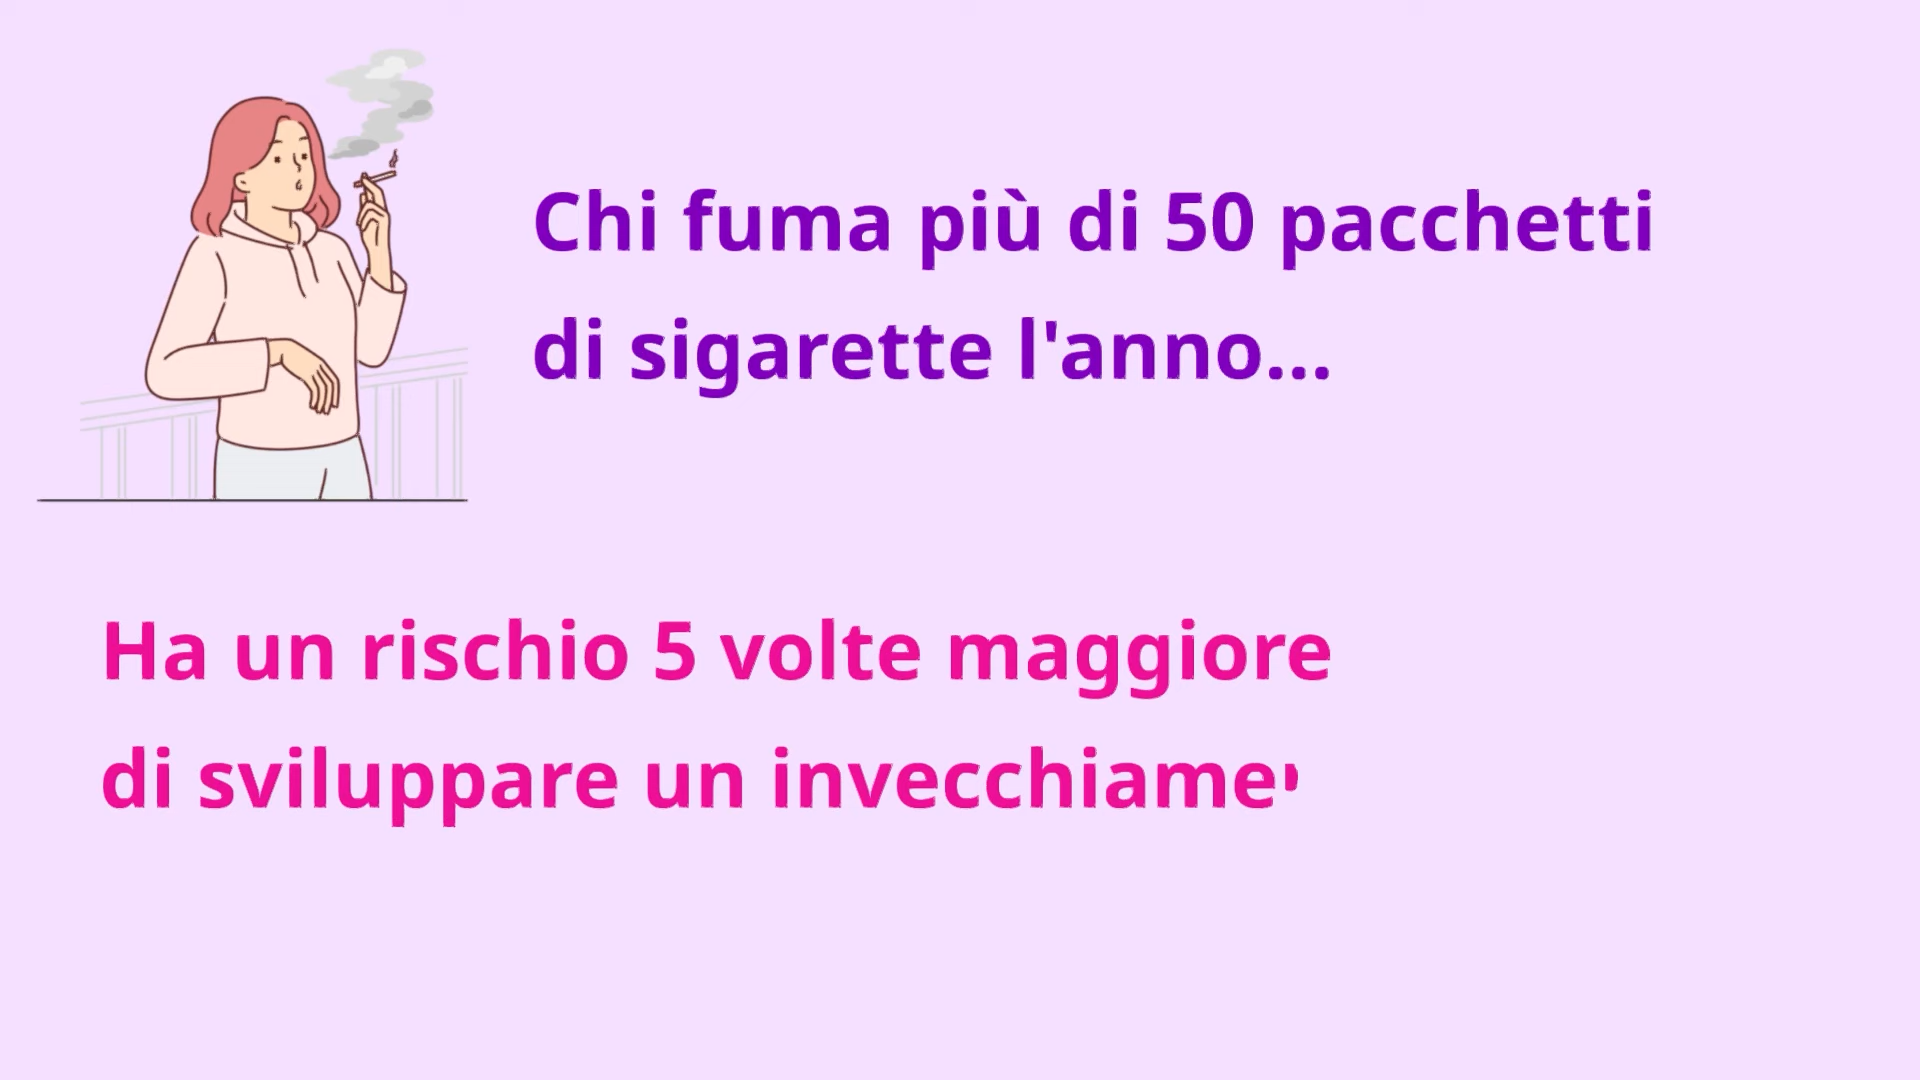 Chi fuma più di 50 pacchetti
di sigarette l'anno...
Ha un rischio 5 volte maggiore
di sviluppare un